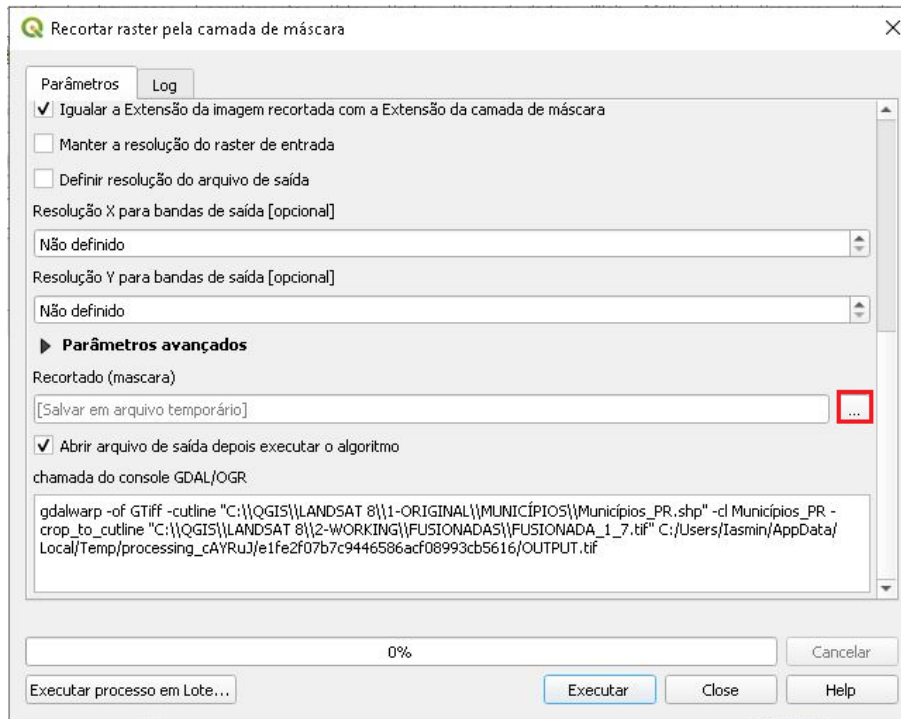 Recortar raster pela camada de máscara
Parâmetros
Log
Igualar a Extensão da imagem recortada com a Extensão da camada de máscara
Manter a resolução do raster de entrada
Definir resolução do arquivo de saída
Resolução X para bandas de saída [opcional]
Não definido
Resolução Y para bandas de saída [opcional]
Não definido
Parâmetros avançados
Recortado (mascara)
[Salvar em arquivo temporário]
...
Abrir arquivo de saída depois executar o algoritmo
chamada do console GDAL/OGR
gdalwarp -of GTiff -cutline "C:\\QGIS\\LANDSAT 8\\1-ORIGINAL\\MUNICÍPIOS\\Municípios_PR.shp" -cl Municípios_PR -
crop_to_cutline "C:\\QGIS\\LANDSAT 8\\2-WORKING\\FUSIONADAS\\FUSIONADA_1_7.tif" C:/Users/Iasmin/AppData/
Local/Temp/processing_cAYRuJ/e1fe2f07b7c9446586acf08993cb5616/OUTPUT.tif
0%
Cancelar
Executar processo em Lote...
Executar
Close
Help